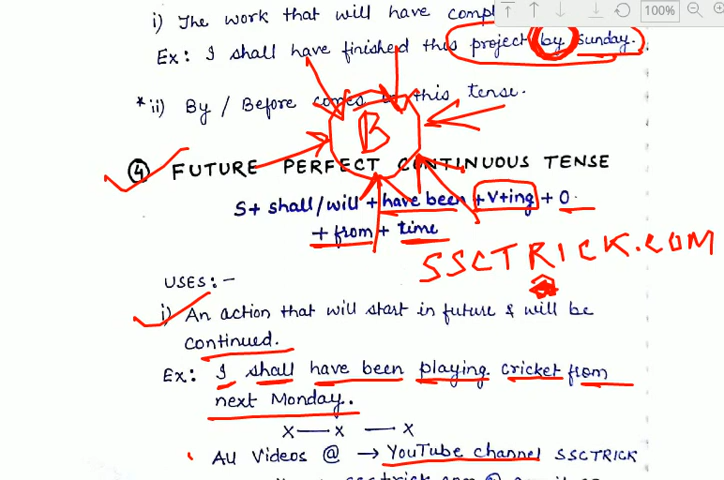 i) The work that will have
100%
Ex: I shall have finished this project by Sunday.
*ii) By / Before comes in this tense.
B
④ FUTURE PERFECT CONTINUOUS TENSE
S+ shall/will + have been + V+ing + O
+ from + time
SSCTRICK.COM
USES:-
i) An action that will start in future & will be
continued.
Ex: I shall have been playing cricket from
next Monday.
x — x — x
All Videos @ → YouTube channel SSCTRICK